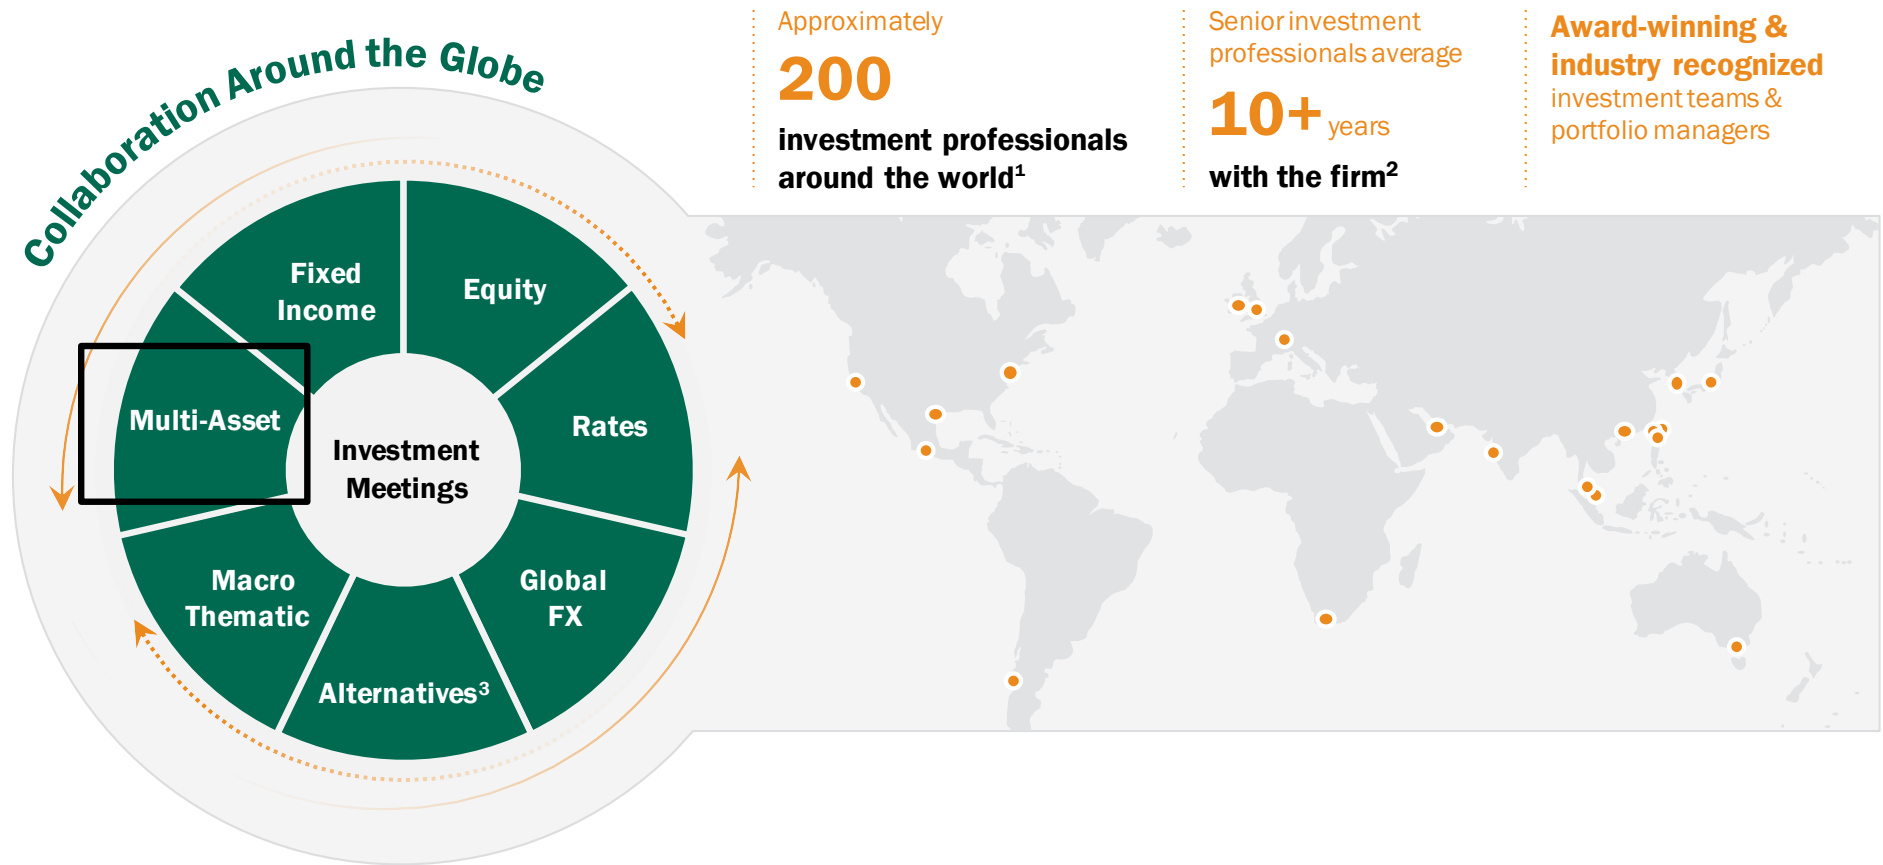 Collaboration Around the Globe
Approximately
200
investment professionals
around the world¹
Senior investment
professionals average
10+ years
with the firm²
Award-winning &
industry recognized
investment teams &
portfolio managers
Fixed
Income
Equity
Multi-Asset
Rates
Investment
Meetings
Macro
Thematic
Global
FX
Alternatives³